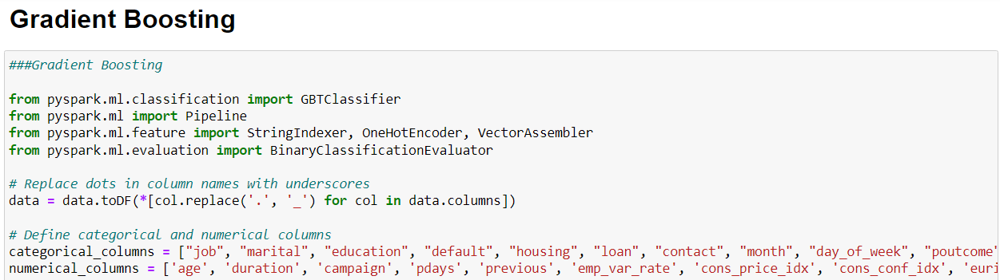 Gradient Boosting
###Gradient Boosting
from pyspark.ml.classification import GBTClassifier
from pyspark.ml import Pipeline
from pyspark.ml.feature import StringIndexer, OneHotEncoder, VectorAssembler
from pyspark.ml.evaluation import BinaryClassificationEvaluator
# Replace dots in column names with underscores
data = data.toDF(*[col.replace('.', '_') for col in data.columns])
# Define categorical and numerical columns
categorical_columns = ["job", "marital", "education", "default", "housing", "loan", "contact", "month", "day_of_week", "poutcome"
numerical_columns = ['age', 'duration', 'campaign', 'pdays', 'previous', 'emp_var_rate', 'cons_price_idx', 'cons_conf_idx',